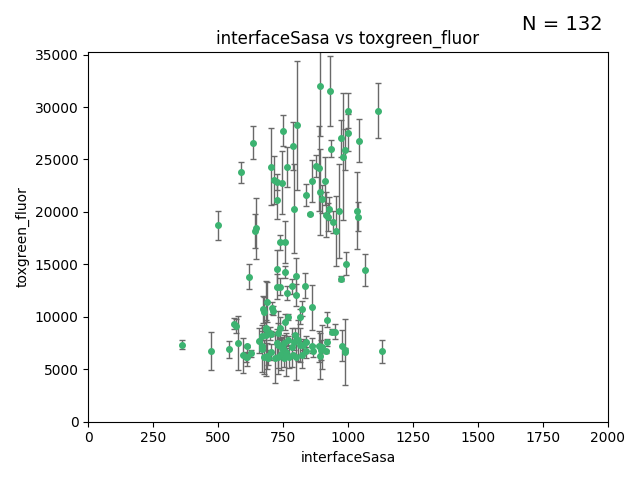 N = 132
interfaceSasa vs toxgreen_fluor
35000
30000
25000
20000
15000
10000
5000
0
toxgreen_fluor
0 250 500 750 1000 1250 1500 1750 2000
interfaceSasa